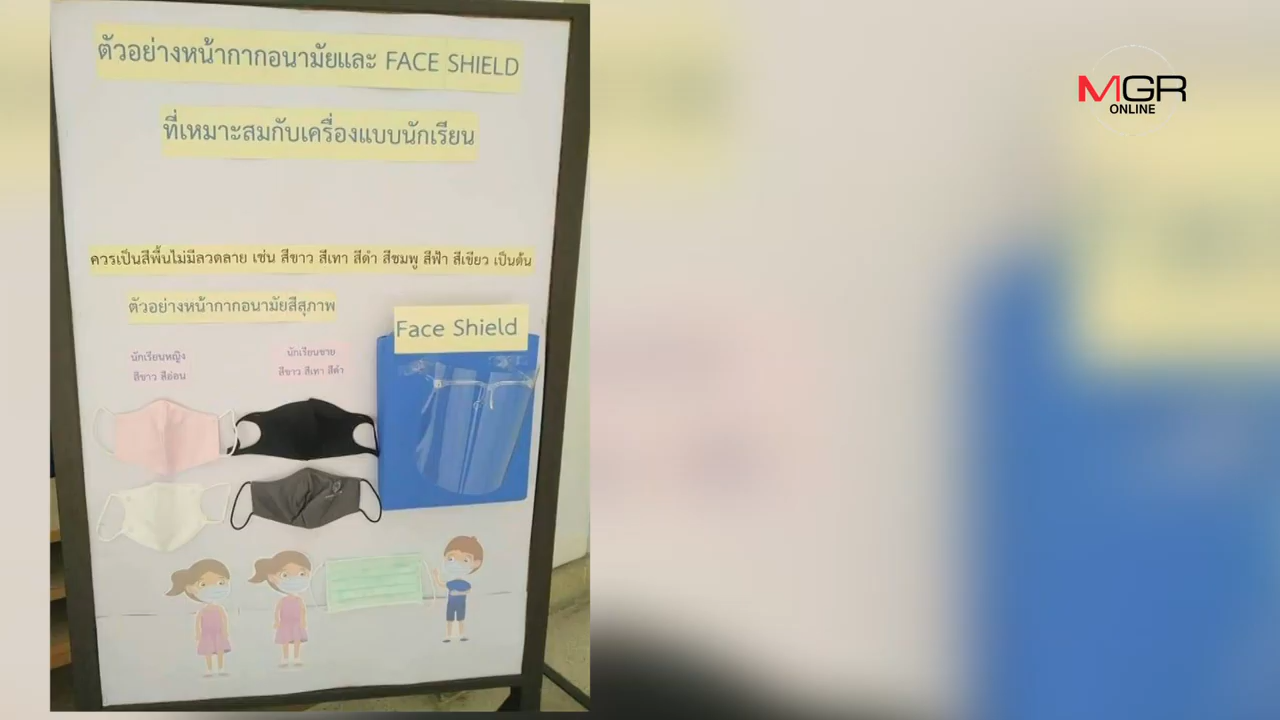 ตัวอย่างหน้ากากอนามัยและ FACE SHIELD
ที่เหมาะสมกับเครื่องแบบนักเรียน
ควรเป็นสีพื้นไม่มีลวดลาย เช่น สีขาว สีเทา สีดำ สีชมพู สีฟ้า สีเขียว เป็นต้น
ตัวอย่างหน้ากากอนามัยสีสุภาพ
Face Shield
นักเรียนหญิง
สีขาว สีอ่อน
นักเรียนชาย
สีขาว สีเทา สีดำ
MGR
ONLINE